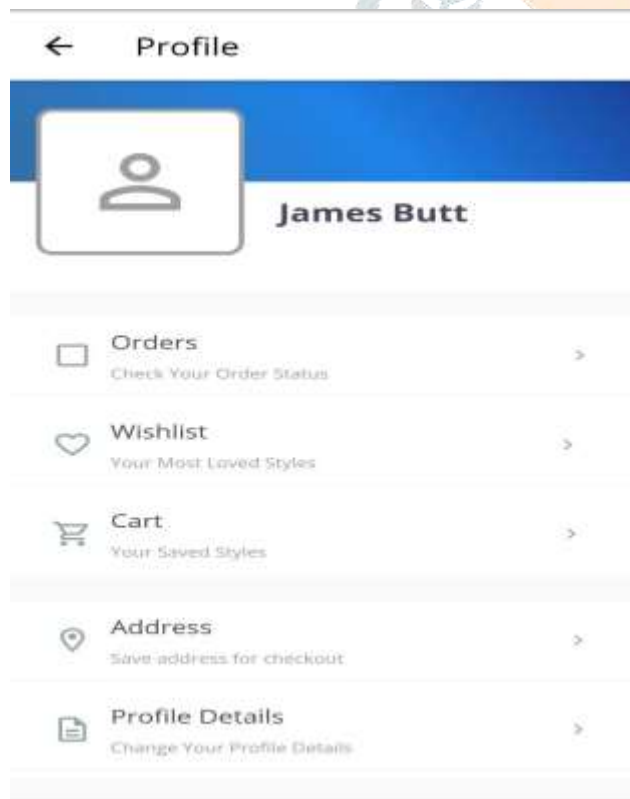 Profile
James Butt
Orders
Check Your Order Status
Wishlist
Your Most Loved Styles
Cart
Your Saved Styles
Address
Save address for checkout
Profile Details
Change Your Profile Details